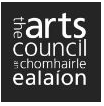 the arts
council
an chomhairle
ealaíon